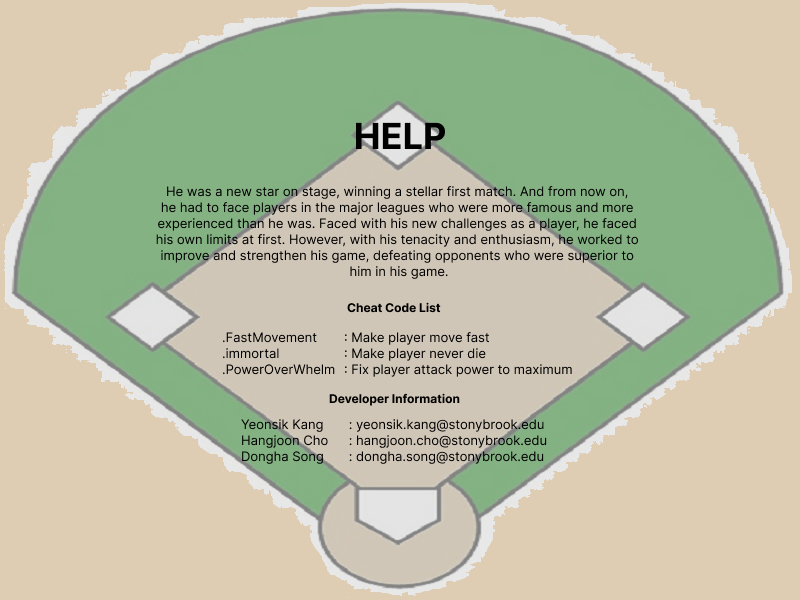 HELP
He was a new star on stage, winning a stellar first match. And from now on,
he had to face players in the major leagues who were more famous and more
experienced than he was. Faced with his new challenges as a player, he faced
his own limits at first. However, with his tenacity and enthusiasm, he worked to
improve and strengthen his game, defeating opponents who were superior to
him in his game.
Cheat Code List
.FastMovement : Make player move fast
.immortal : Make player never die
.PowerOverWhelm : Fix player attack power to maximum
Developer Information
Yeonsik Kang : yeonsik.kang@stonybrook.edu
Hangjoon Cho : hangjoon.cho@stonybrook.edu
Dongha Song : dongha.song@stonybrook.edu